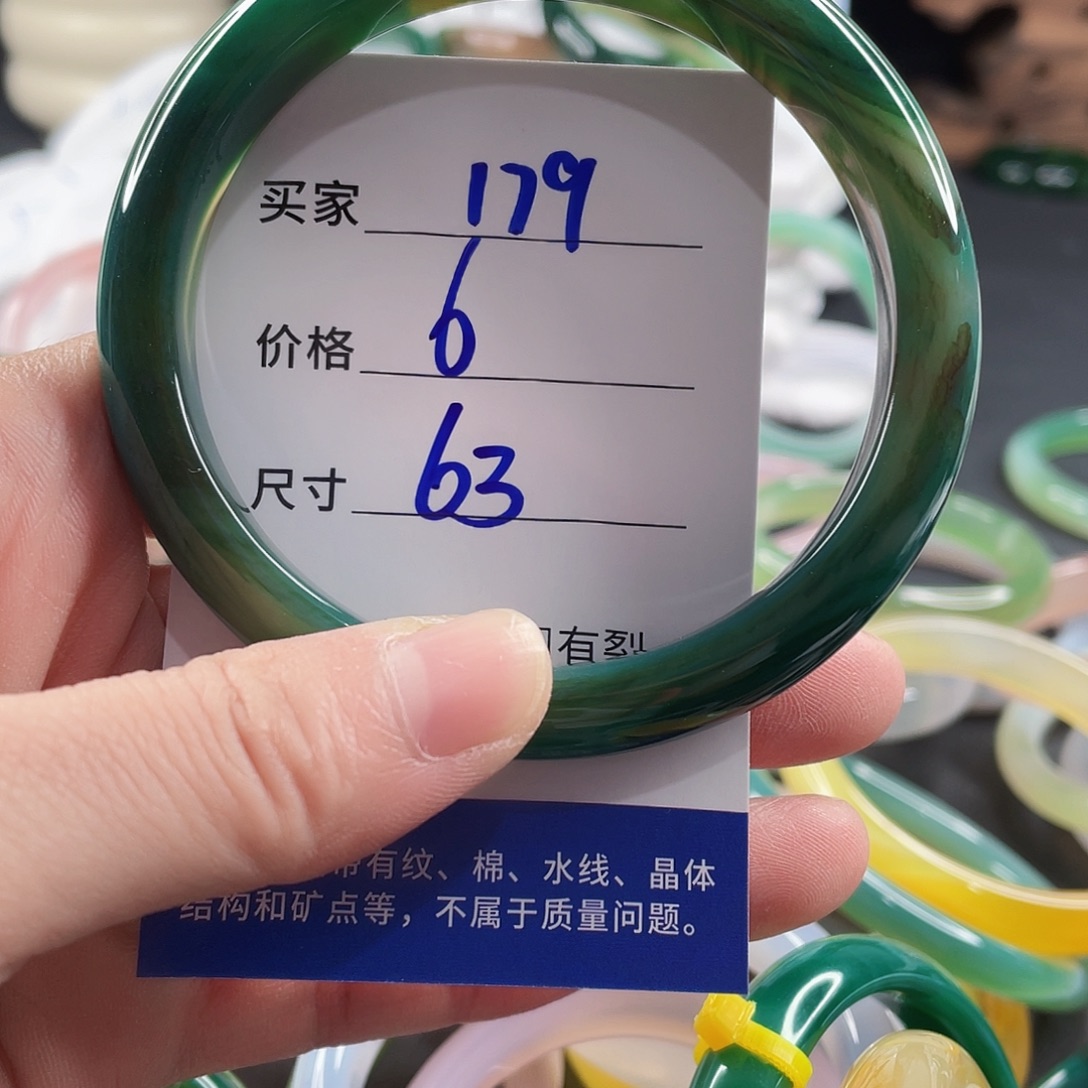 买家 179
价格 6
尺寸 63
有裂
有纹、棉、水线、晶体
结构和矿点等，不属于质量问题。